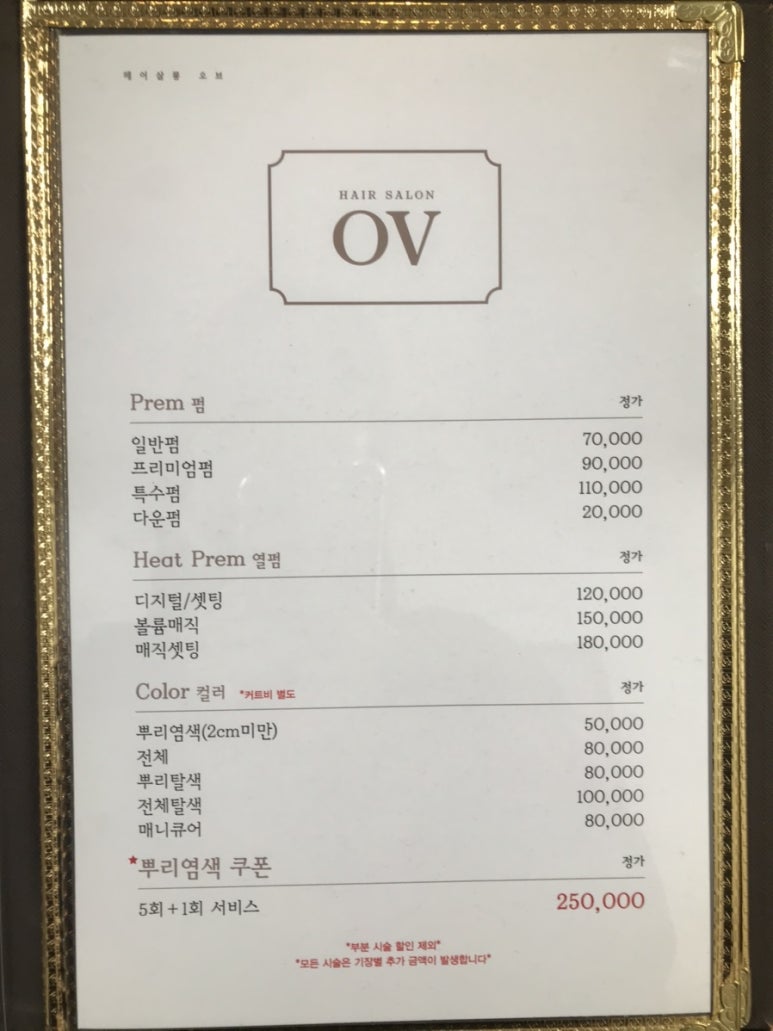 헤어살롱 오브
HAIR SALON
OV
Prem 펌 정가
일반펌 70,000
프리미엄펌 90,000
특수펌 110,000
다운펌 20,000
Heat Prem 열펌 정가
디지털/셋팅 120,000
볼륨매직 150,000
매직셋팅 180,000
Color 컬러 *커트비 별도 정가
뿌리염색(2cm미만) 50,000
전체 80,000
뿌리탈색 80,000
전체탈색 100,000
매니큐어 80,000
★뿌리염색 쿠폰 정가
5회+1회 서비스 250,000
*부분 시술 할인 제외*
*모든 시술은 기장별 추가 금액이 발생합니다*